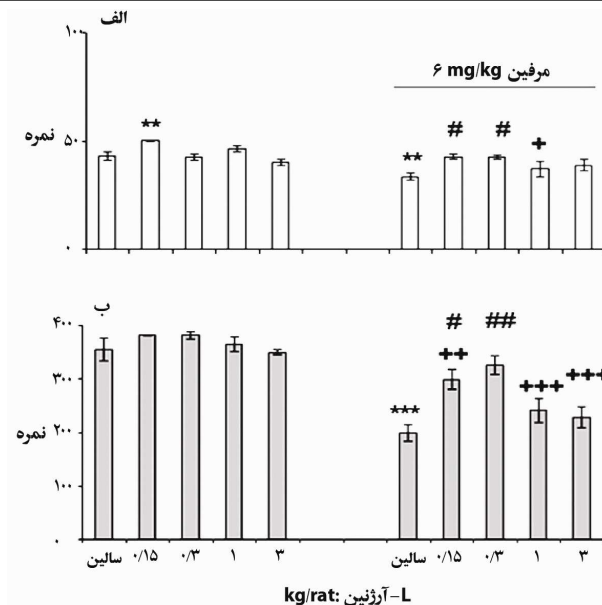 الف
۱۰۰
مرفین ۶ mg/kg
** # # +
**
نمره
۵۰
۰
ب
۴۰۰
# ##
++
+++ +++
***
۳۰۰
نمره
۲۰۰
۱۰۰
۰
سالین ۰/۱۵ ۰/۳ ۱ ۳ سالین ۰/۱۵ ۰/۳ ۱ ۳
L-آرژنین :kg/rat